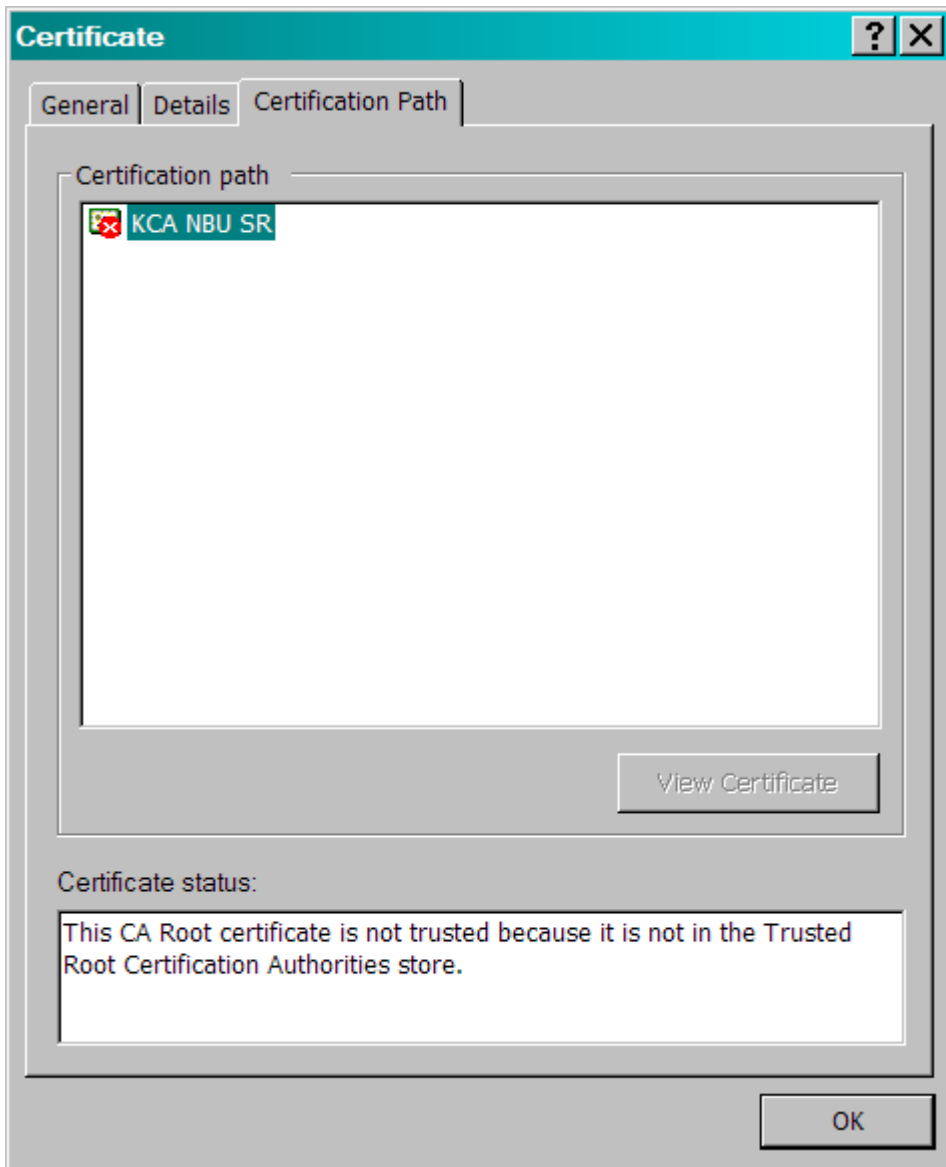 Certificate
General
Details
Certification Path
Certification path
KCA NBU SR
View Certificate
Certificate status:
This CA Root certificate is not trusted because it is not in the Trusted
Root Certification Authorities store.
OK